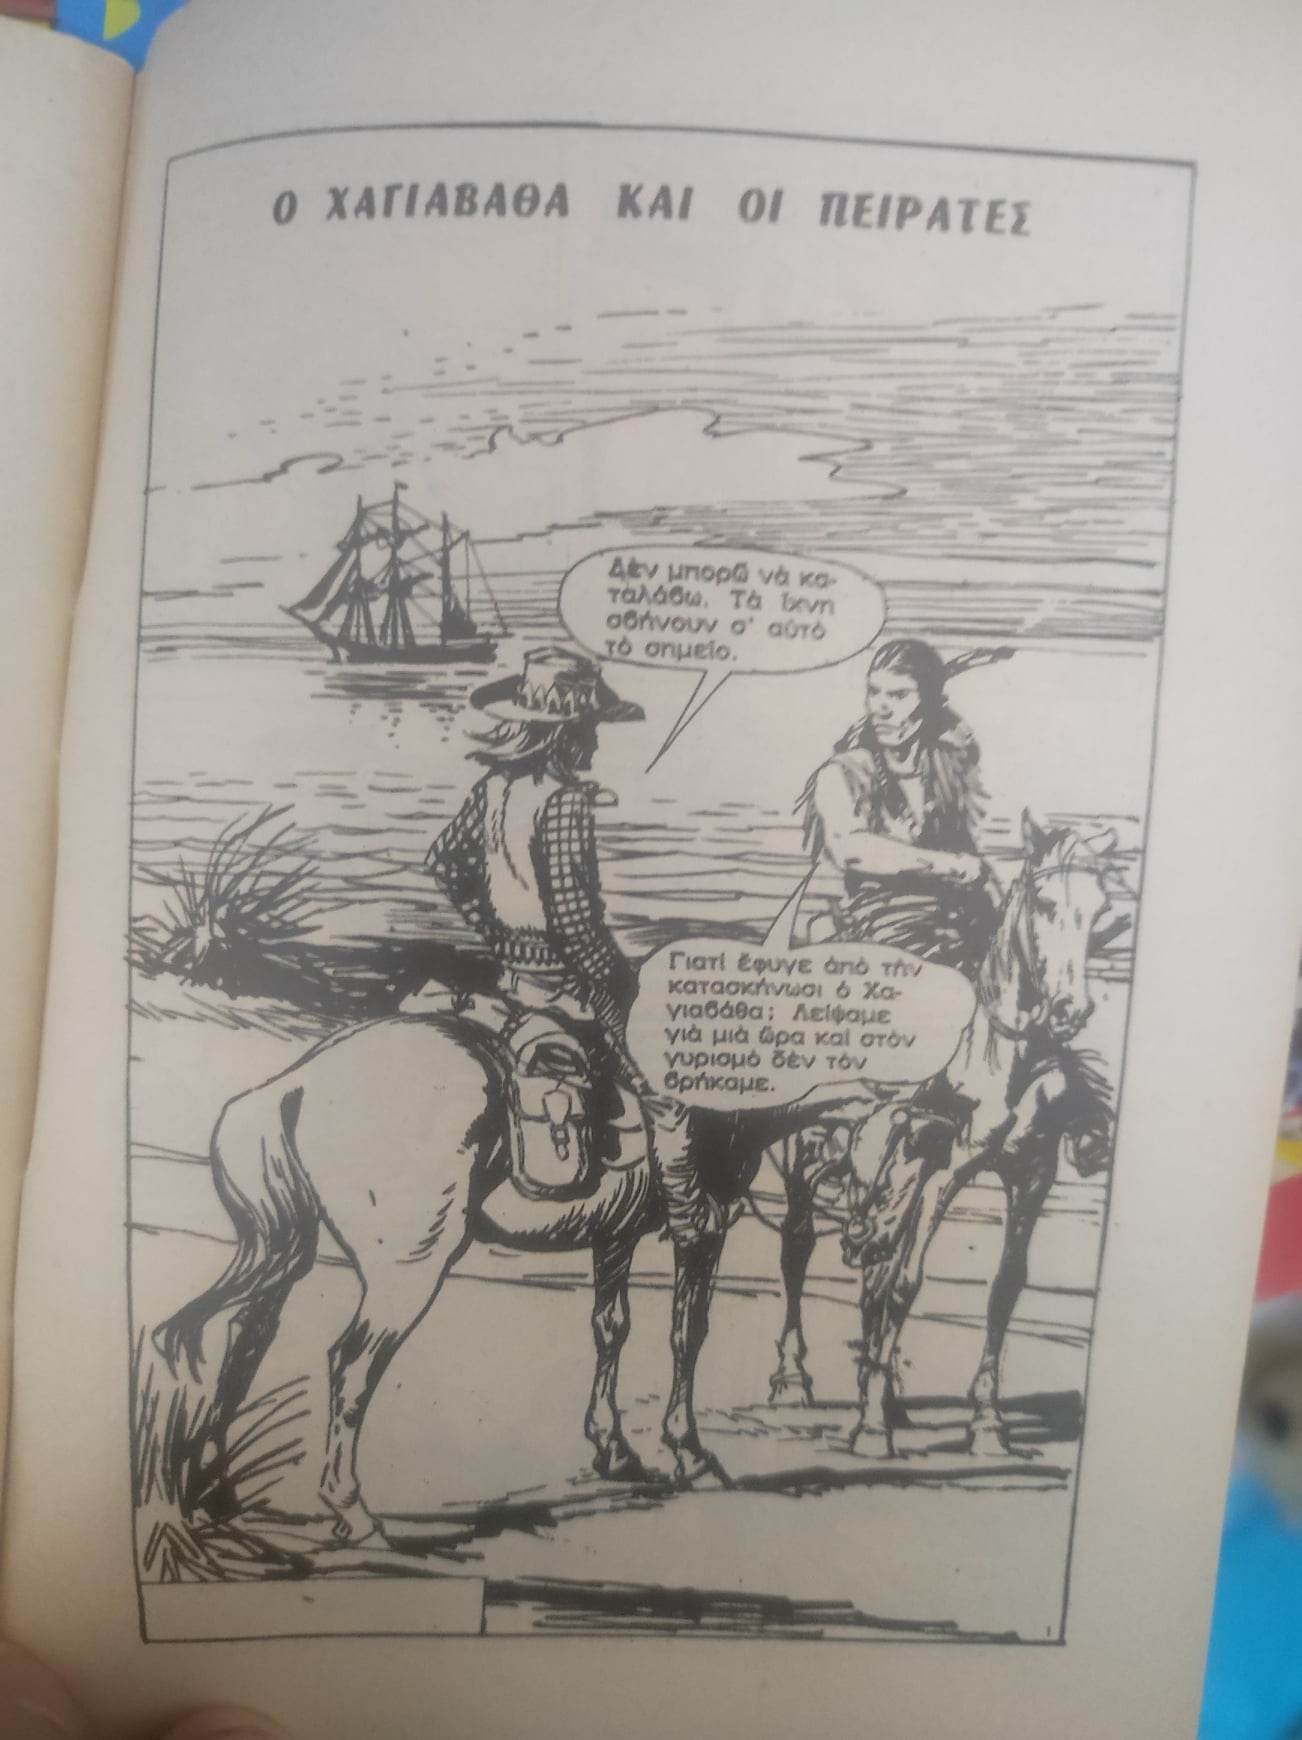 Ο ΧΑΓΙΑΒΑΘΑ ΚΑΙ ΟΙ ΠΕΙΡΑΤΕΣ
Δὲν μπορῶ νὰ κα-
ταλάβω. Τὰ ἴχνη
σβήνουν σ' αὐτὸ
τὸ σημεῖο.
Γιατί ἔφυγε ἀπὸ τὴν
κατασκήνωσι ὁ Χα-
γιαβάθα; Λείψαμε
γιὰ μιὰ ὥρα καὶ στὸν
γυρισμὸ δὲν τὸν
βρήκαμε.
1